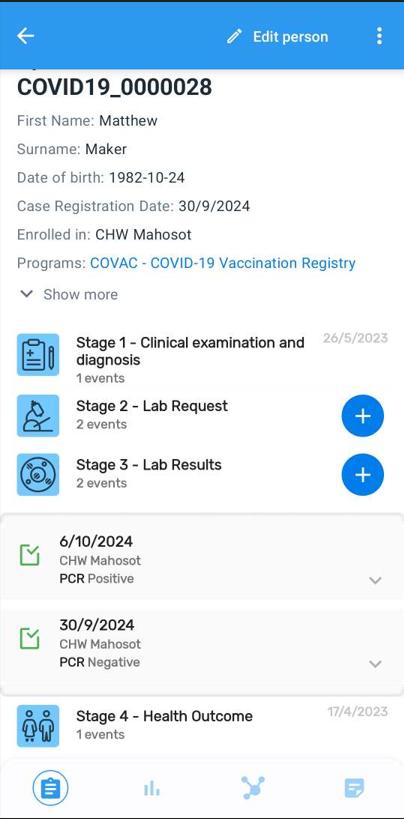 Edit person
COVID19_0000028
First Name: Matthew
Surname: Maker
Date of birth: 1982-10-24
Case Registration Date: 30/9/2024
Enrolled in: CHW Mahosot
Programs: COVAC - COVID-19 Vaccination Registry
Show more
Stage 1 - Clinical examination and
diagnosis
26/5/2023
1 events
Stage 2 - Lab Request
2 events
Stage 3 - Lab Results
2 events
6/10/2024
CHW Mahosot
PCR Positive
30/9/2024
CHW Mahosot
PCR Negative
Stage 4 - Health Outcome
17/4/2023
1 events